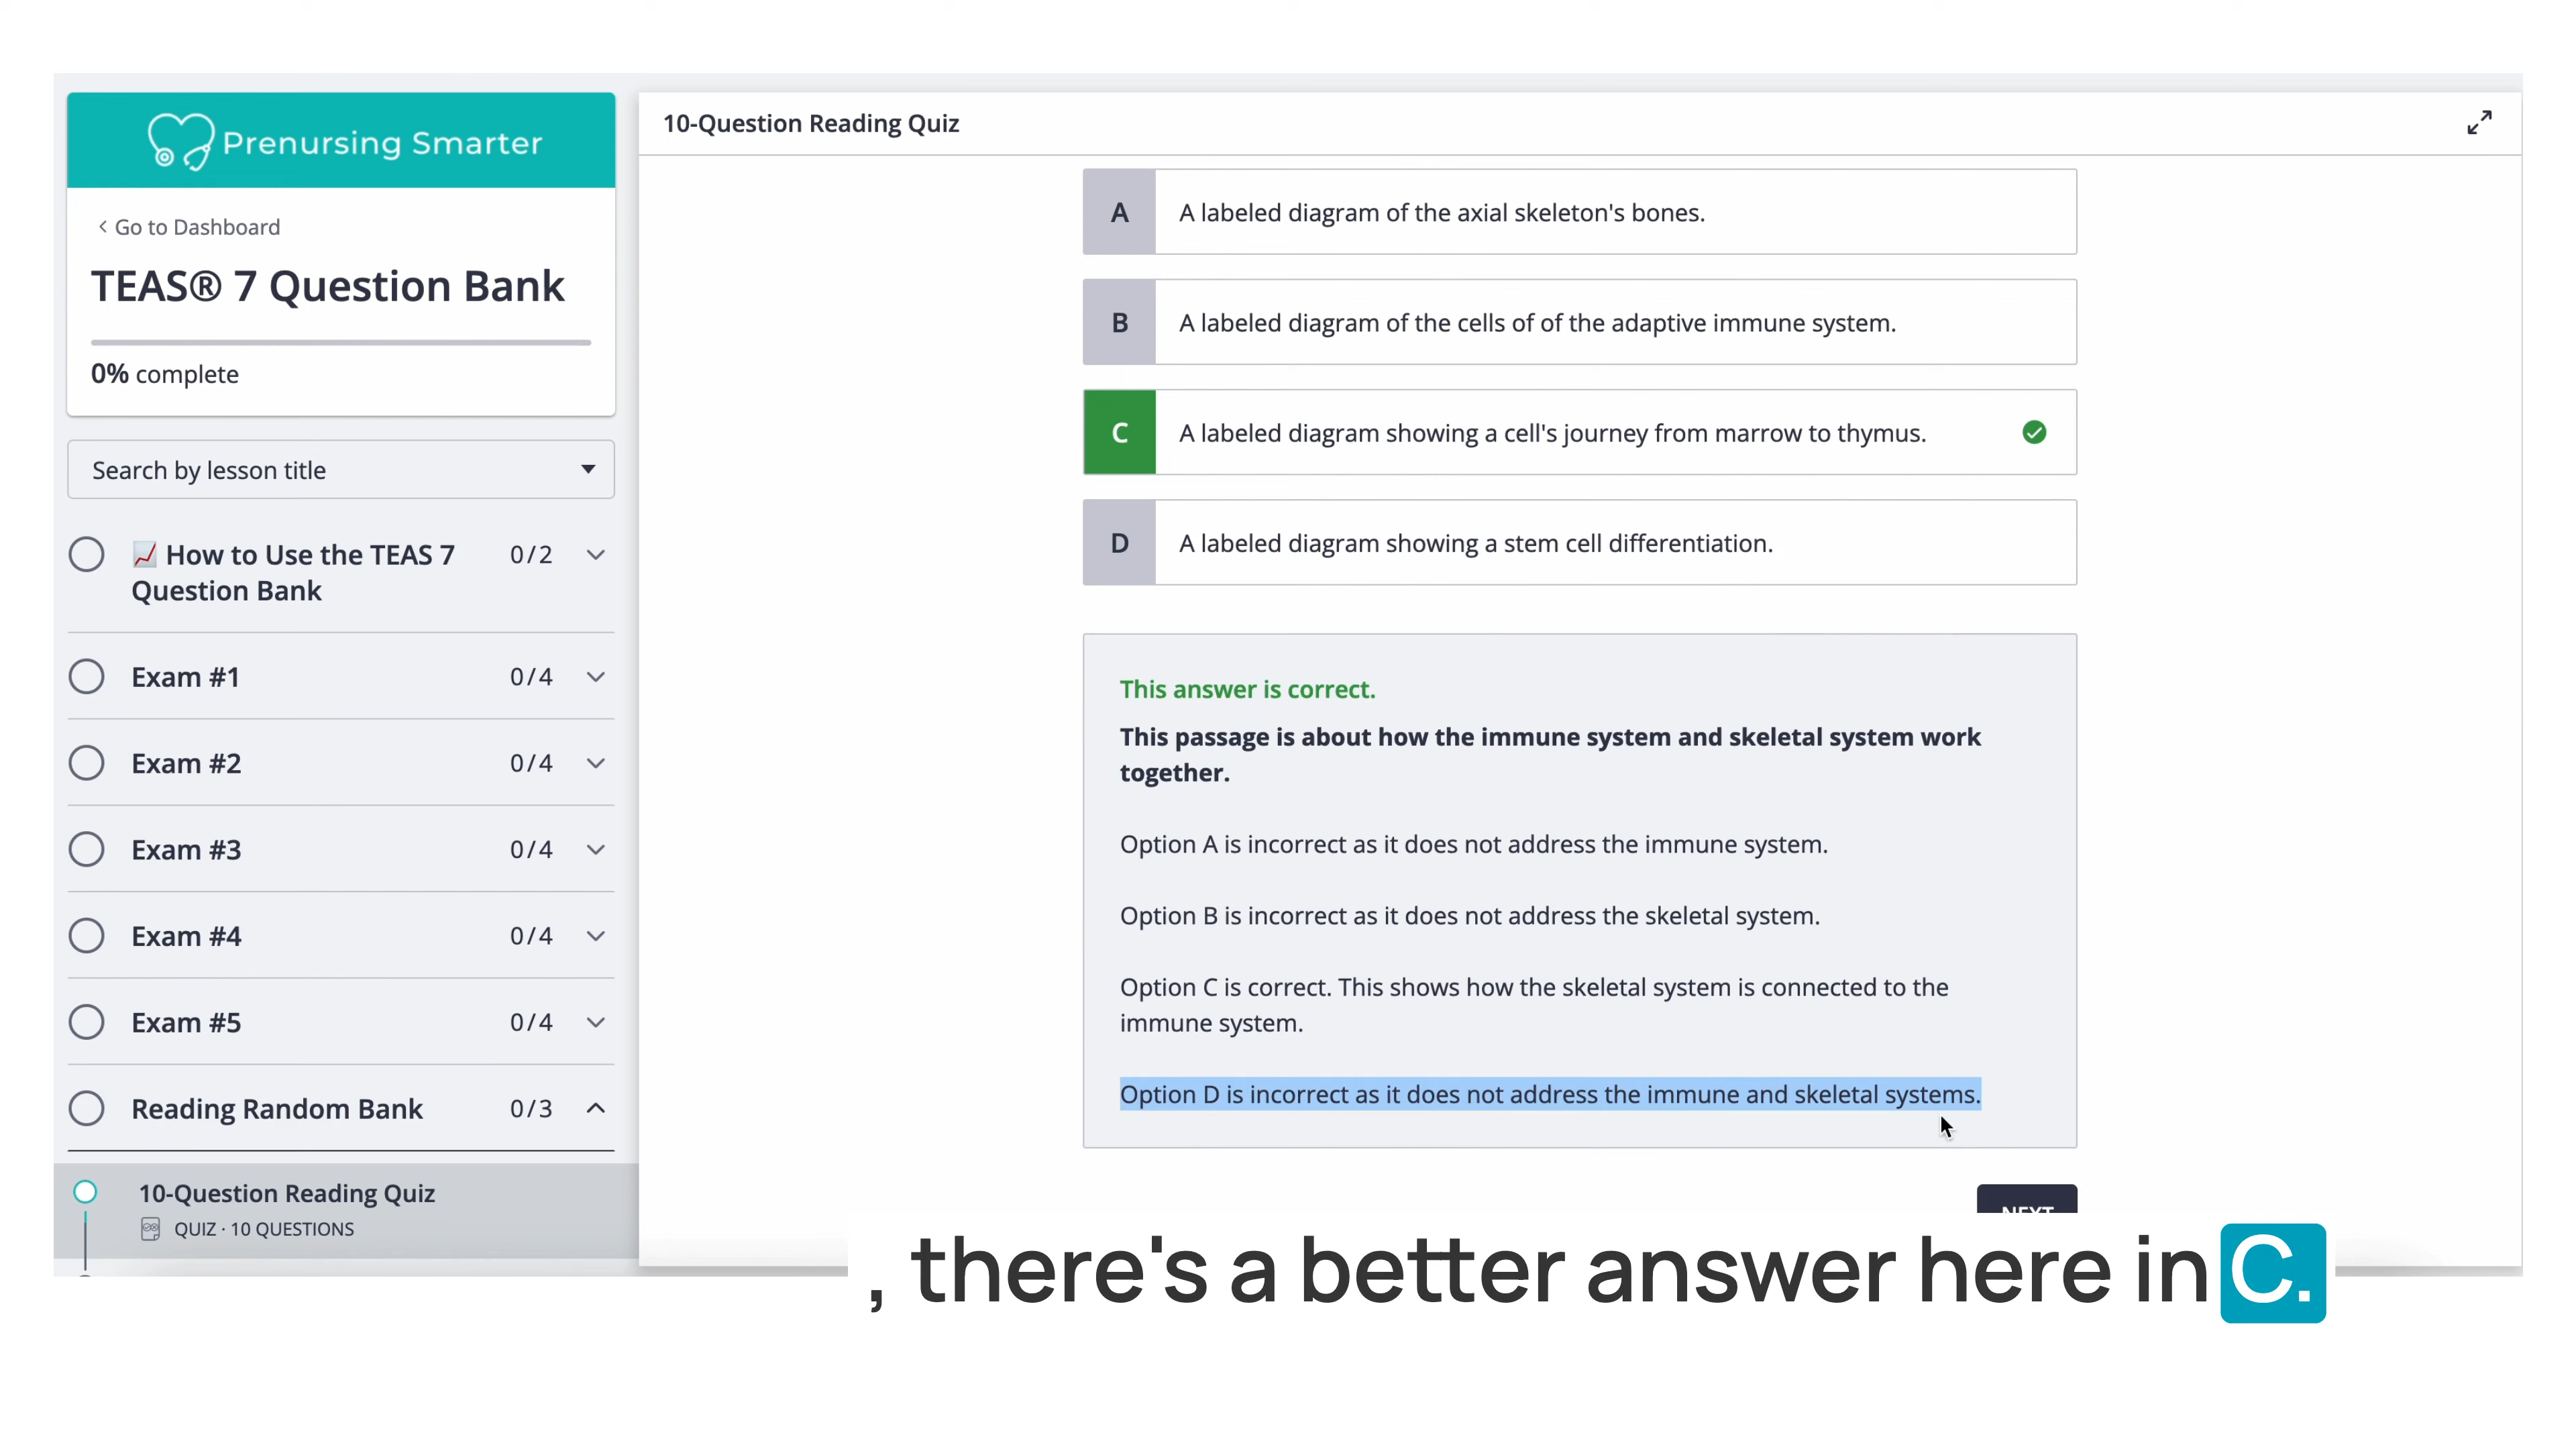 Prenursing Smarter
Go to Dashboard
TEAS® 7 Question Bank
0% complete
Search by lesson title
How to Use the TEAS 7 0/2
Question Bank
Exam #1 0/4
Exam #2 0/4
Exam #3 0/4
Exam #4 0/4
Exam #5 0/4
Reading Random Bank 0/3
10-Question Reading Quiz
QUIZ · 10 QUESTIONS
10-Question Reading Quiz
A A labeled diagram of the axial skeleton's bones.
B A labeled diagram of the cells of of the adaptive immune system.
C A labeled diagram showing a cell's journey from marrow to thymus.
D A labeled diagram showing a stem cell differentiation.
This answer is correct.
This passage is about how the immune system and skeletal system work
together.
Option A is incorrect as it does not address the immune system.
Option B is incorrect as it does not address the skeletal system.
Option C is correct. This shows how the skeletal system is connected to the
immune system.
Option D is incorrect as it does not address the immune and skeletal systems.
NEXT
, there's a better answer here in C.